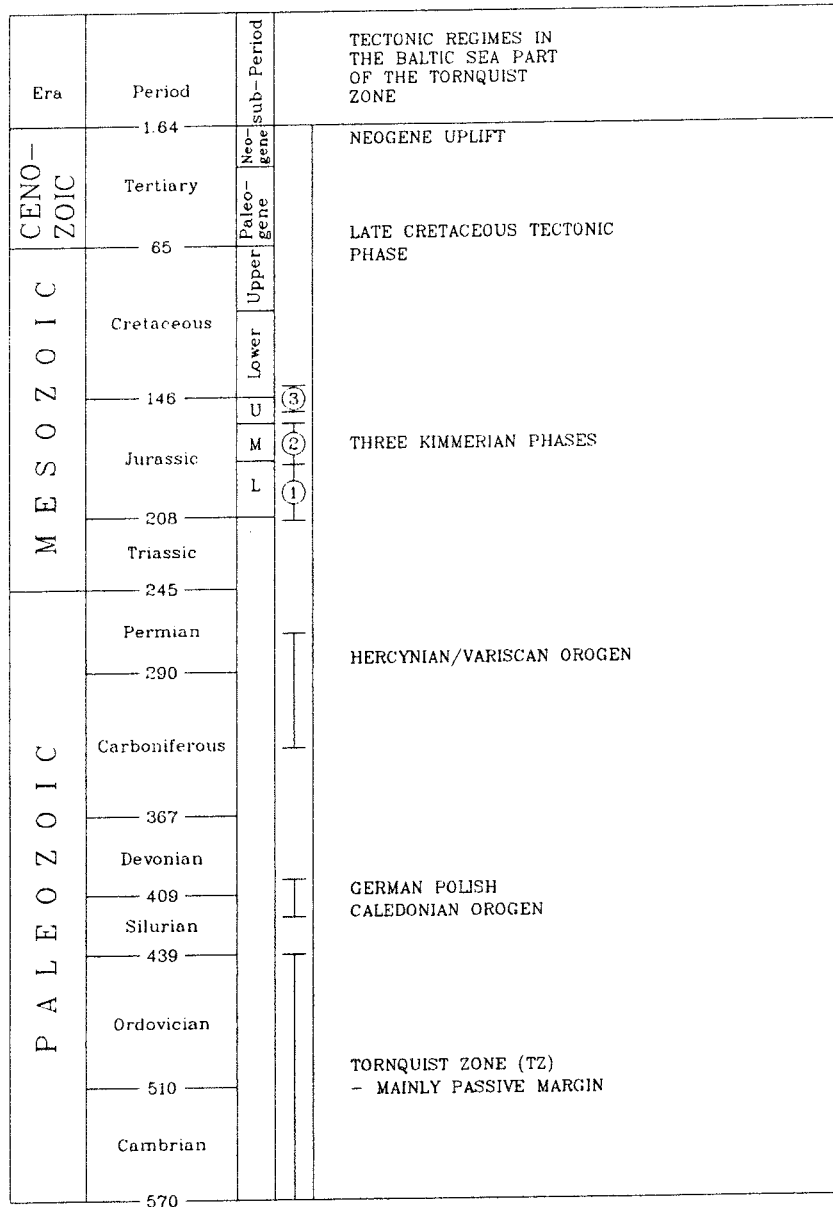 Era
Period
sub-Period
TECTONIC REGIMES IN
THE BALTIC SEA PART
OF THE TORNQUIST
ZONE
CENO-
ZOIC
1.64
Tertiary
Neo-
gene
Paleo-
gene
NEOGENE UPLIFT
LATE CRETACEOUS TECTONIC
PHASE
65
MESOZOIC
Cretaceous
Upper
Lower
146
U
3
Jurassic
M
2
THREE KIMMERIAN PHASES
L
1
208
Triassic
245
PALEOZOIC
Permian
HERCYNIAN/VARISCAN OROGEN
290
Carboniferous
367
Devonian
GERMAN POLISH
CALEDONIAN OROGEN
409
Silurian
439
Ordovician
TORNQUIST ZONE (TZ)
- MAINLY PASSIVE MARGIN
510
Cambrian
570